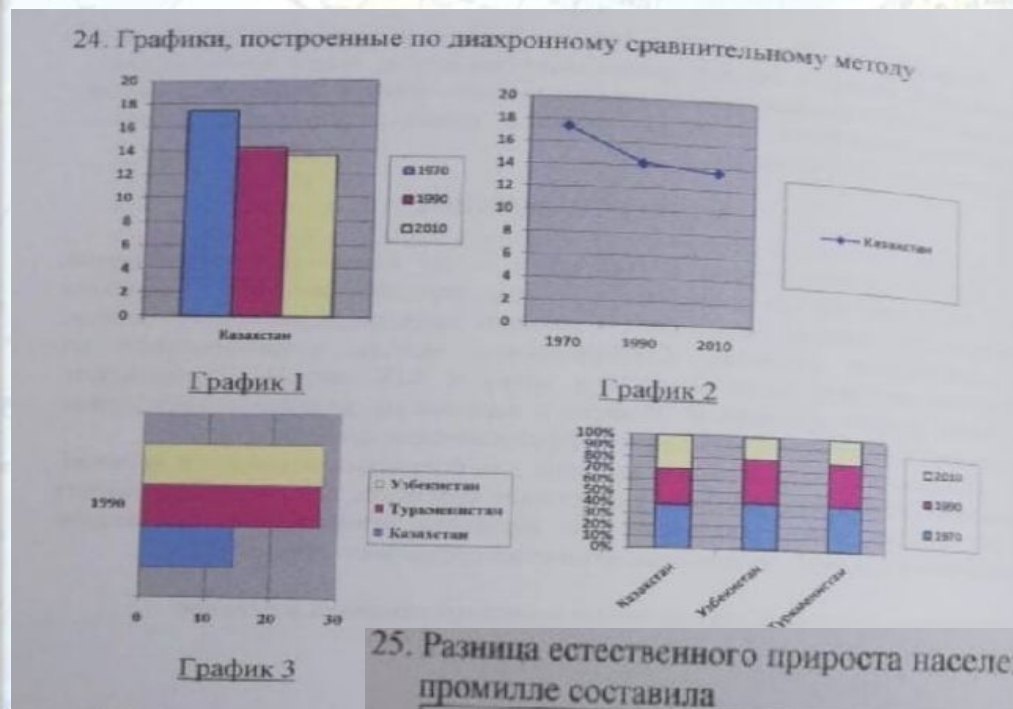 24. Графики, построенные по диахронному сравнительному методу
20
18
16
14
12
10
8
6
4
2
0
Казахстан
1970
1990
2010
График 1
20
18
16
14
12
10
8
6
4
2
0
1970 1990 2010
Казахстан
График 2
1990
0 10 20 30
Узбекистан
Туркменистан
Казахстан
График 3
100%
90%
80%
70%
60%
50%
40%
30%
20%
10%
0%
Казахстан
Узбекистан
Туркменистан
2010
1990
1970
25. Разница естественного прироста
промилле составила